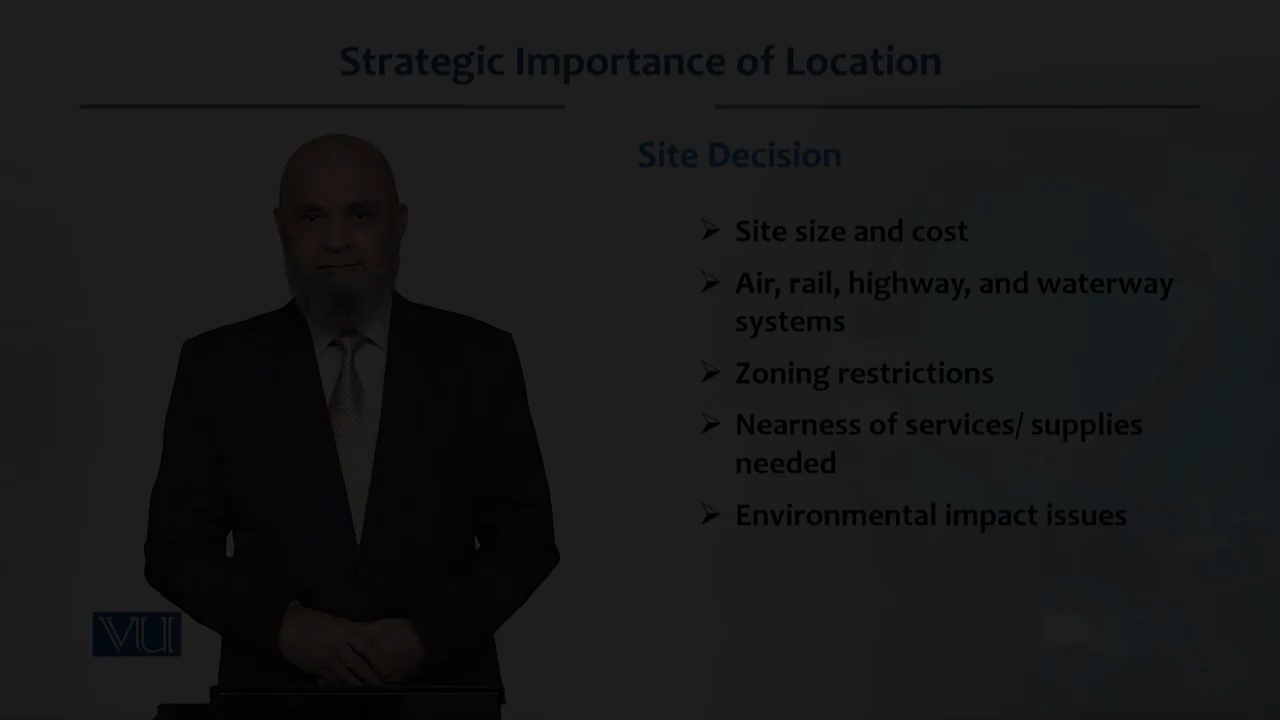 Strategic Importance of Location
Site Decision
Site size and cost
Air, rail, highway, and waterway
systems
Zoning restrictions
Nearness of services/ supplies
needed
Environmental impact issues
VU